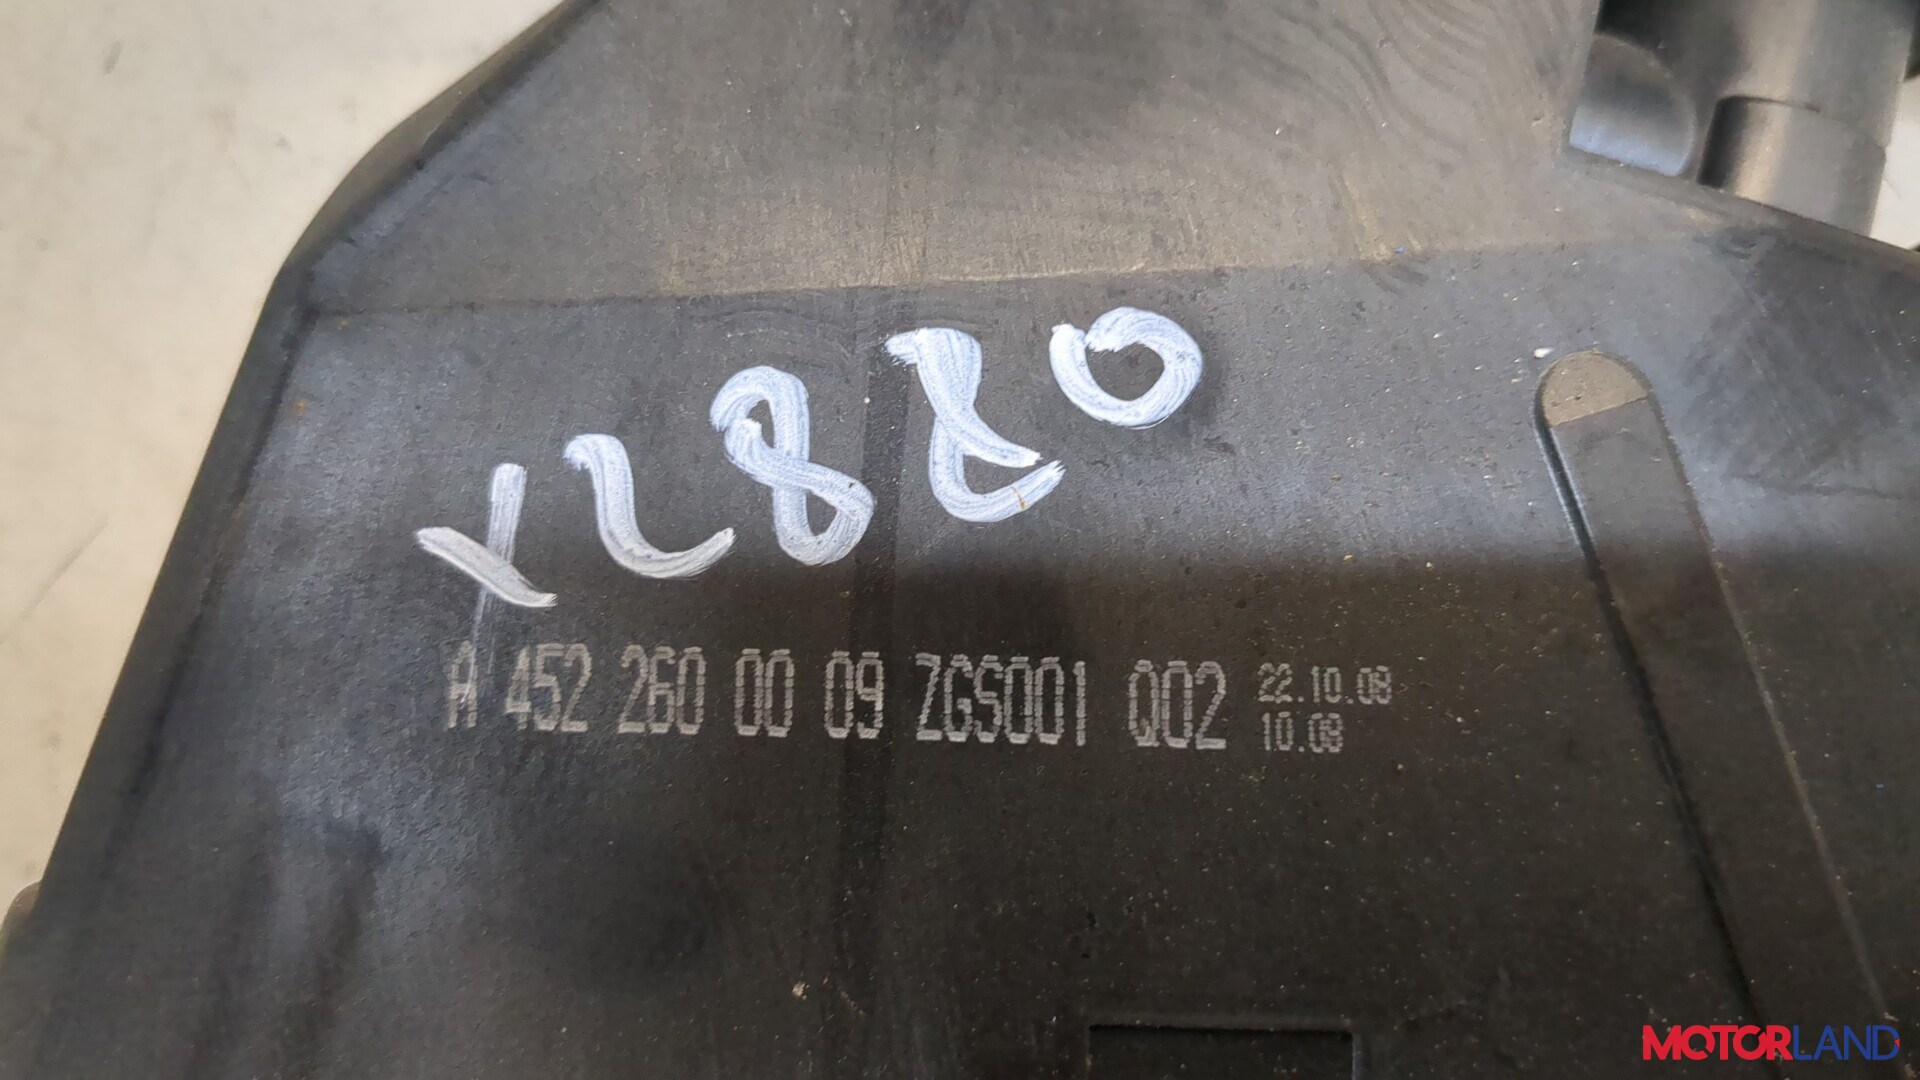 X2880
A 452 260 00 09 ZGS001 Q02 22.10.08
10.08
MOTORLAND